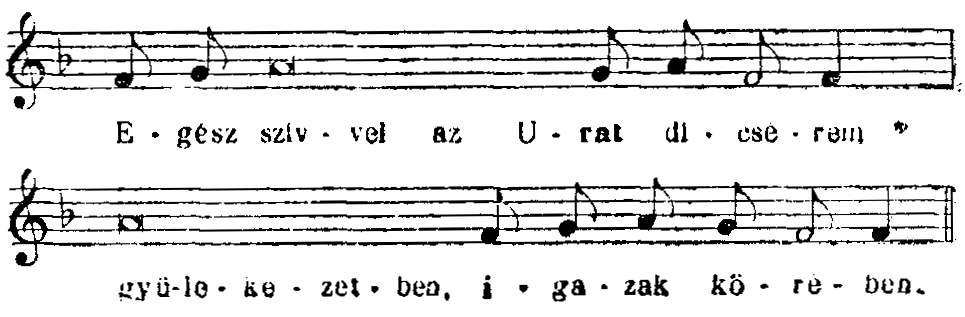 E - gész szív - vel az U - rat di - csé - rem *
gyü-le - ke - zet - ben, i - ga - zak kö - ré - ben.